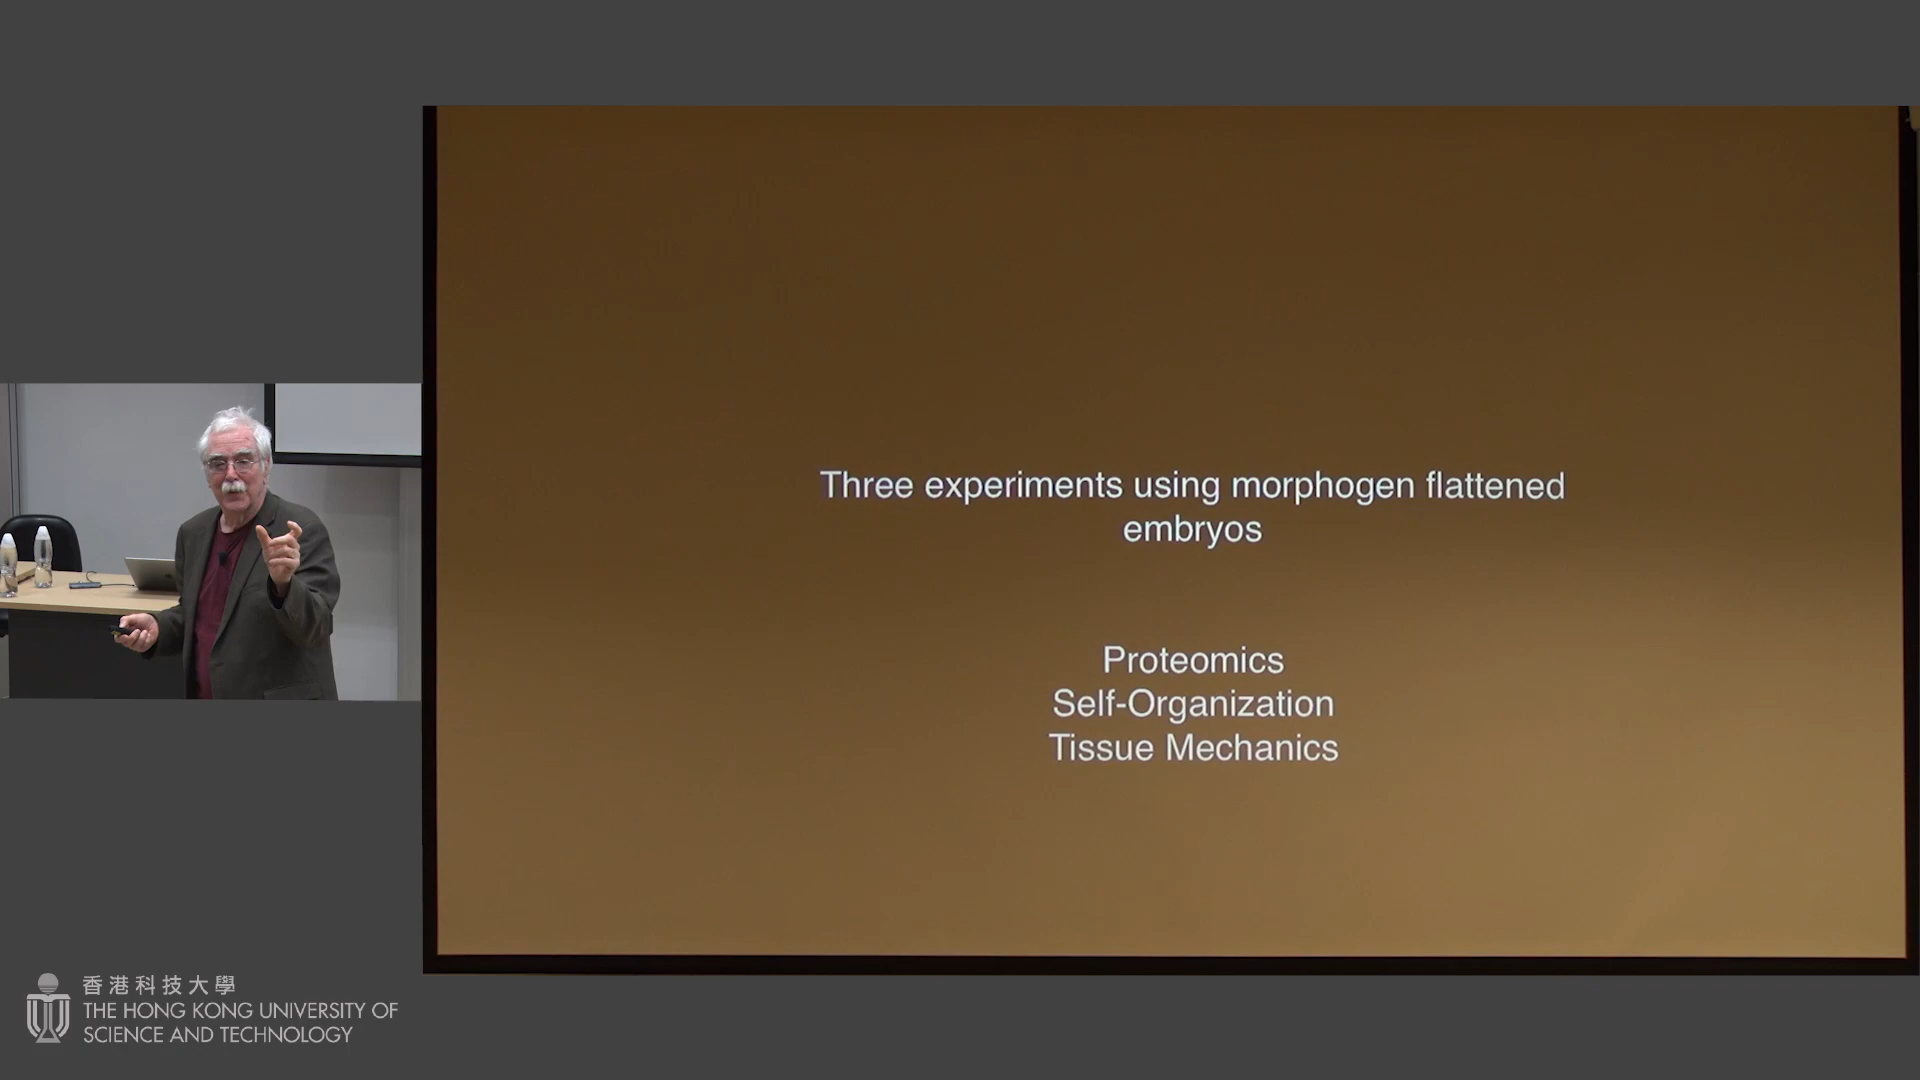 Three experiments using morphogen flattened
embryos
Proteomics
Self-Organization
Tissue Mechanics
香港科技大學
THE HONG KONG UNIVERSITY OF
SCIENCE AND TECHNOLOGY